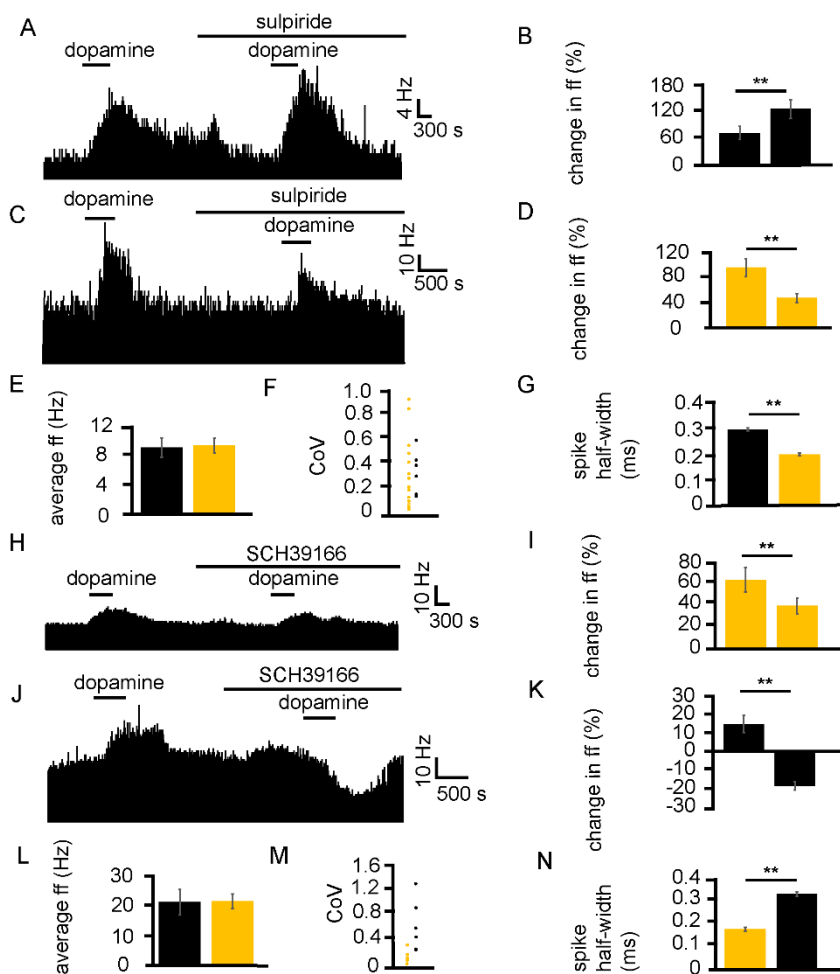 A
sulpiride
dopamine
dopamine
4 Hz
300 s
B
change in ff (%)
180
120
60
0
**
C
sulpiride
dopamine
dopamine
10 Hz
500 s
D
change in ff (%)
120
80
40
0
**
E
average ff (Hz)
12
8
4
0
F
CoV
1.0
0.8
0.6
0.4
0.2
0
G
spike
half-width
(ms)
0.4
0.3
0.2
0.1
0
**
H
SCH39166
dopamine
dopamine
10 Hz
300 s
I
change in ff (%)
80
60
40
20
0
**
J
SCH39166
dopamine
dopamine
10 Hz
500 s
K
change in ff (%)
30
20
10
0
-10
-20
-30
**
L
average ff (Hz)
30
20
10
0
M
CoV
1.6
1.2
0.8
0.4
0
N
spike
half-width
(ms)
0.4
0.3
0.2
0.1
0
**